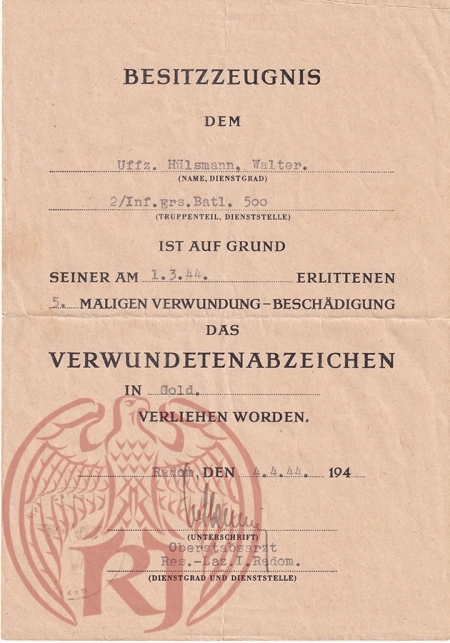 BESITZZEUGNIS
DEM
Uffz. Hülsmann, Walter.
(NAME, DIENSTGRAD)
2/Inf.Ers.Batl. 500
(TRUPPENTEIL, DIENSTSTELLE)
IST AUF GRUND
SEINER AM 1.3.44. ERLITTENEN
5. MALIGEN VERWUNDUNG–BESCHÄDIGUNG
DAS
VERWUNDETENABZEICHEN
IN Gold.
VERLIEHEN WORDEN.
Radom, DEN 4.4.44. 194
(UNTERSCHRIFT)
Oberstabsarzt
Res.-Laz.I.Radom.
(DIENSTGRAD UND DIENSTSTELLE)
RJ